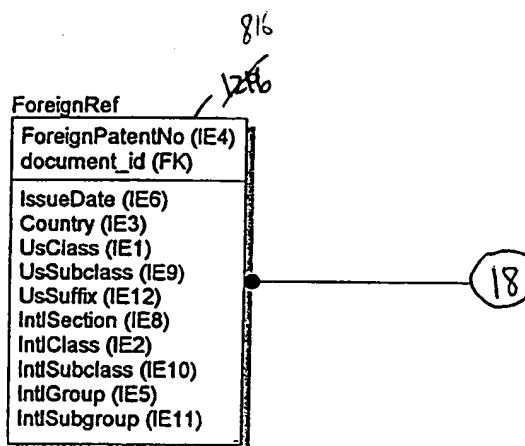 816
ForeignRef
ForeignPatentNo (IE4)
document_id (FK)
IssueDate (IE6)
Country (IE3)
UsClass (IE1)
UsSubclass (IE9)
UsSuffix (IE12)
IntlSection (IE8)
IntlClass (IE2)
IntlSubclass (IE10)
IntlGroup (IE5)
IntlSubgroup (IE11)
18